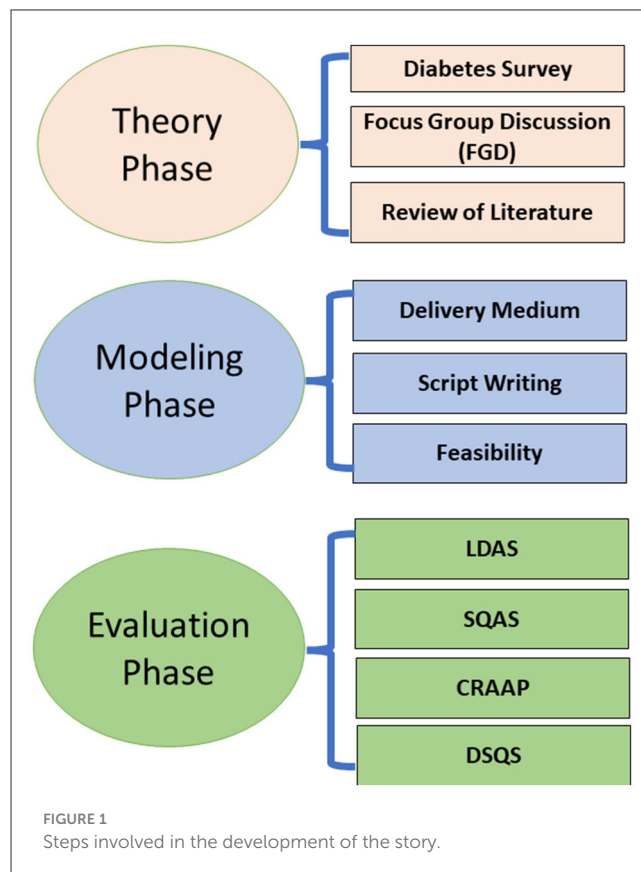 Theory
Phase
Diabetes Survey
Focus Group Discussion
(FGD)
Review of Literature
Modeling
Phase
Delivery Medium
Script Writing
Feasibility
Evaluation
Phase
LDAS
SQAS
CRAAP
DSQS
FIGURE 1
Steps involved in the development of the story.